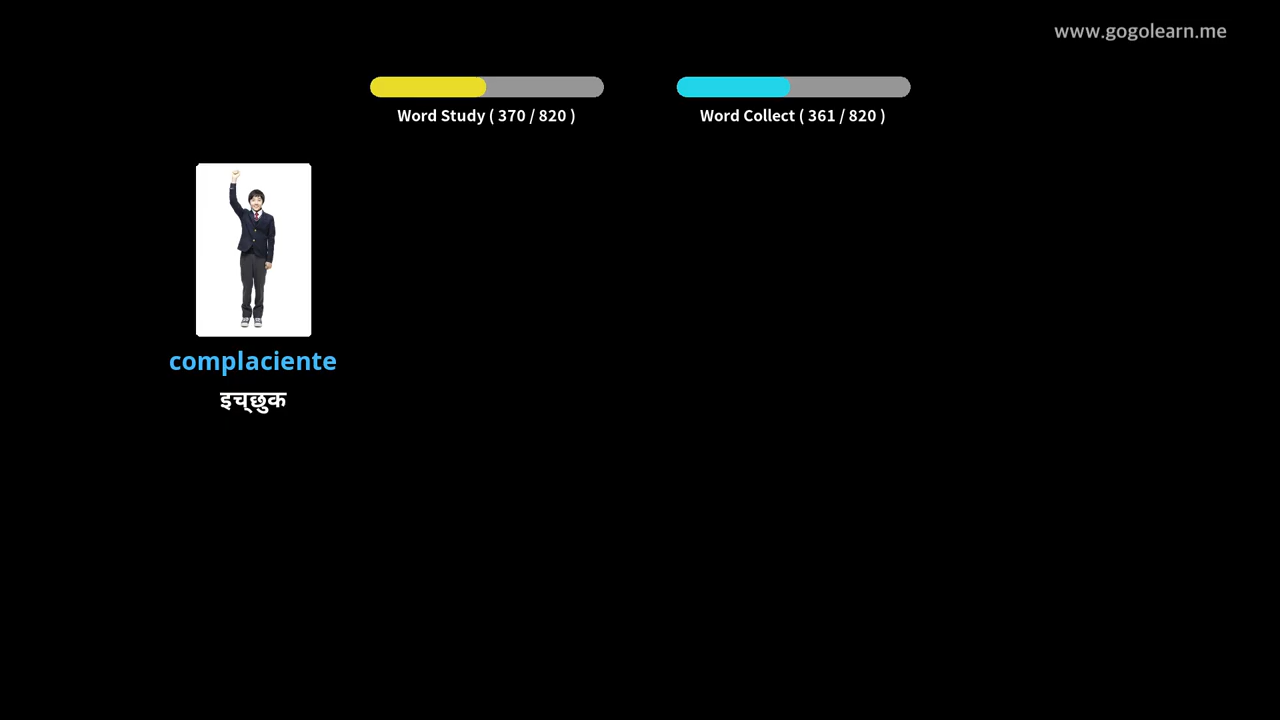 www.gogolearn.me
Word Study ( 370 / 820 )
Word Collect ( 361 / 820 )
complaciente
इच्छुक